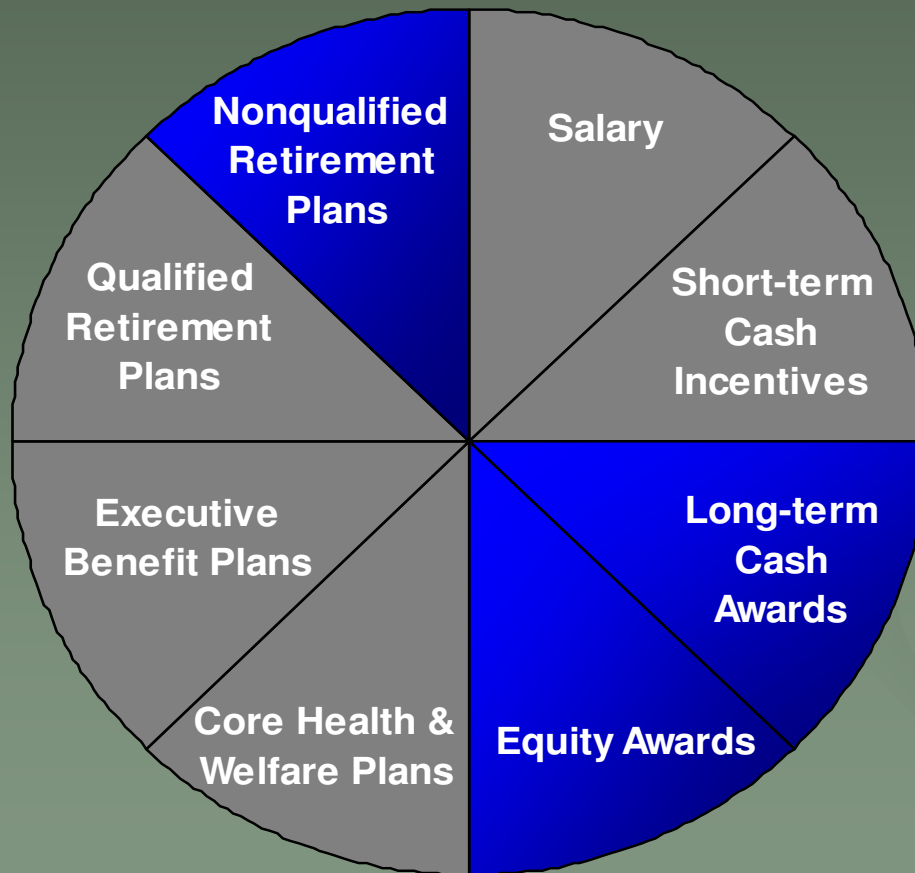 Nonqualified
Retirement
Plans
Salary
Short-term
Cash
Incentives
Long-term
Cash
Awards
Equity Awards
Core Health &
Welfare Plans
Executive
Benefit Plans
Qualified
Retirement
Plans